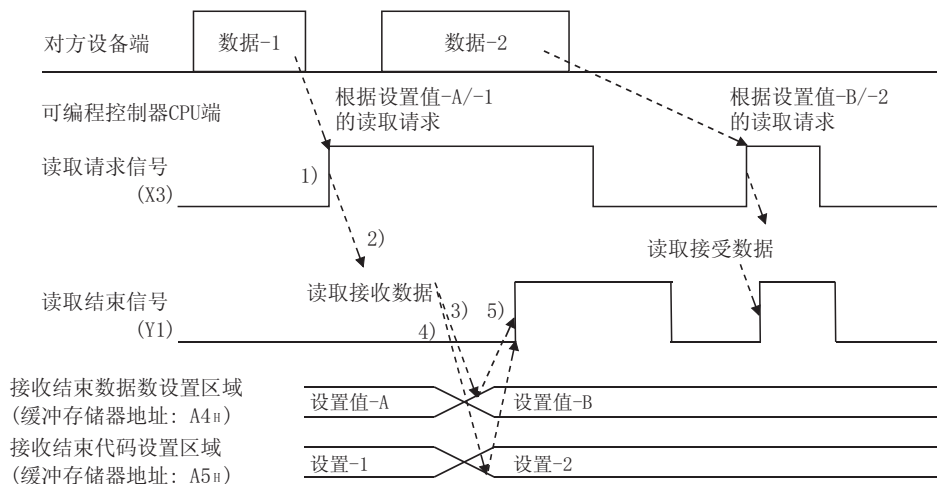 对方设备端
数据-1
数据-2
可编程控制器CPU端
根据设置值-A/-1
的读取请求
根据设置值-B/-2
的读取请求
读取请求信号
(X3)
1)
2)
读取接受数据
读取接收数据
读取结束信号
(Y1)
3)
4)
5)
接收结束数据数设置区域
(缓冲存储器地址: A4H)
设置值-A
设置值-B
接收结束代码设置区域
(缓冲存储器地址: A5H)
设置-1
设置-2